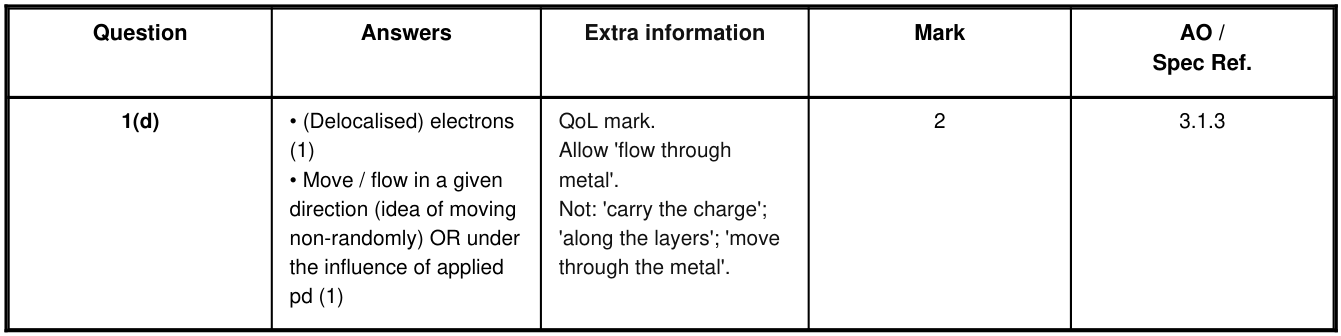 Question Answers Extra information Mark AO /
Spec Ref.
1(d)
• (Delocalised) electrons
(1)
• Move / flow in a given
direction (idea of moving
non-randomly) OR under
the influence of applied
pd (1)
QoL mark.
Allow 'flow through
metal'.
Not: 'carry the charge';
'along the layers'; 'move
through the metal'.
2
3.1.3